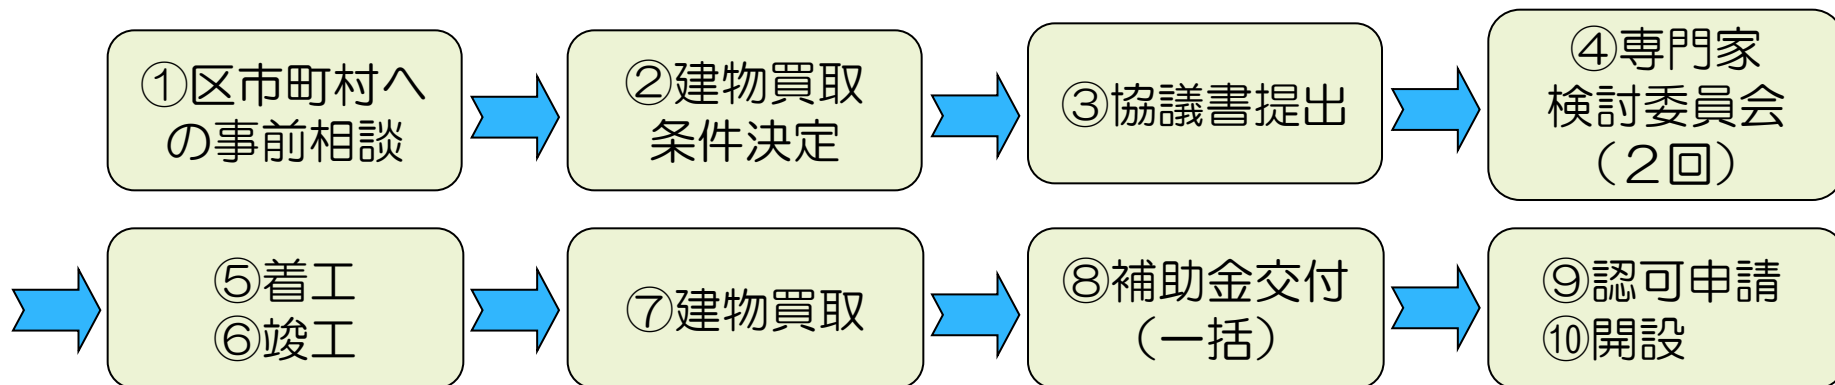 ①区市町村へ
の事前相談
②建物買取
条件決定
③協議書提出
④専門家
検討委員会
（２回）
⑤着工
⑥竣工
⑦建物買取
⑧補助金交付
（一括）
⑨認可申請
⑩開設